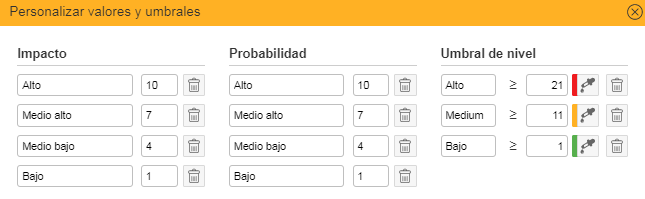 Personalizar valores y umbrales
Impacto Probabilidad Umbral de nivel
Alto 10 Alto 10 Alto ≥ 21
Medio alto 7 Medio alto 7 Medium ≥ 11
Medio bajo 4 Medio bajo 4 Bajo ≥ 1
Bajo 1 Bajo 1